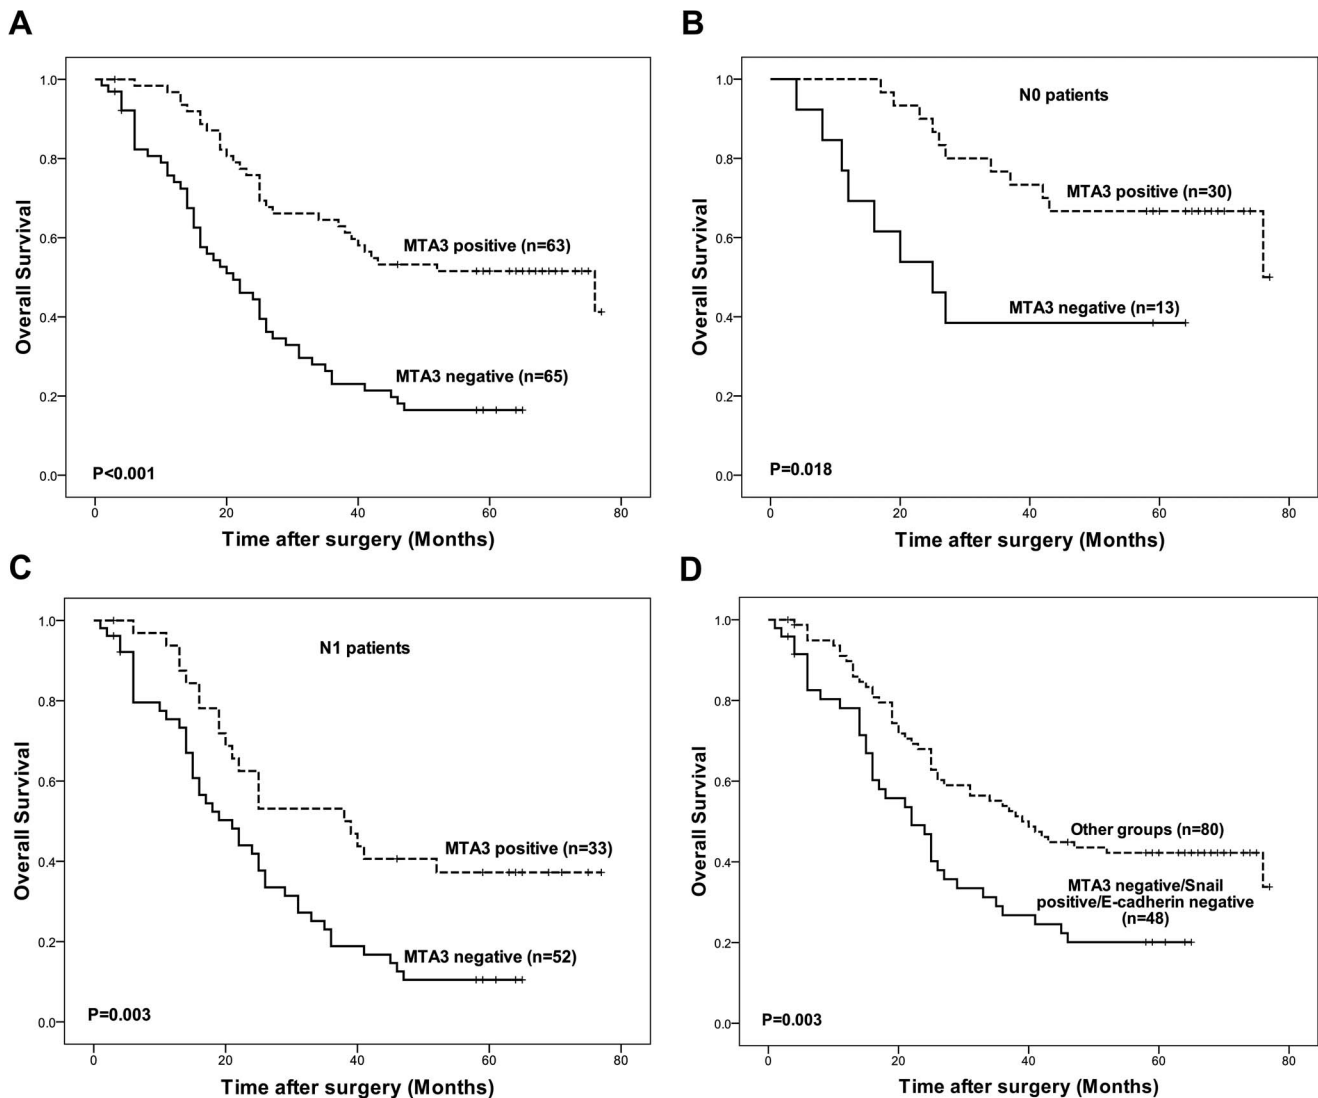 A
1.0
0.8
0.6
0.4
0.2
0.0
Overall Survival
MTA3 positive (n=63)
MTA3 negative (n=65)
P<0.001
0 20 40 60 80
Time after surgery (Months)
B
1.0
0.8
0.6
0.4
0.2
0.0
Overall Survival
N0 patients
MTA3 positive (n=30)
MTA3 negative (n=13)
P=0.018
0 20 40 60 80
Time after surgery (Months)
C
1.0
0.8
0.6
0.4
0.2
0.0
Overall Survival
N1 patients
MTA3 positive (n=33)
MTA3 negative (n=52)
P=0.003
0 20 40 60 80
Time after surgery (Months)
D
1.0
0.8
0.6
0.4
0.2
0.0
Overall Survival
Other groups (n=80)
MTA3 negative/Snail
positive/E-cadherin negative
(n=48)
P=0.003
0 20 40 60 80
Time after surgery (Months)